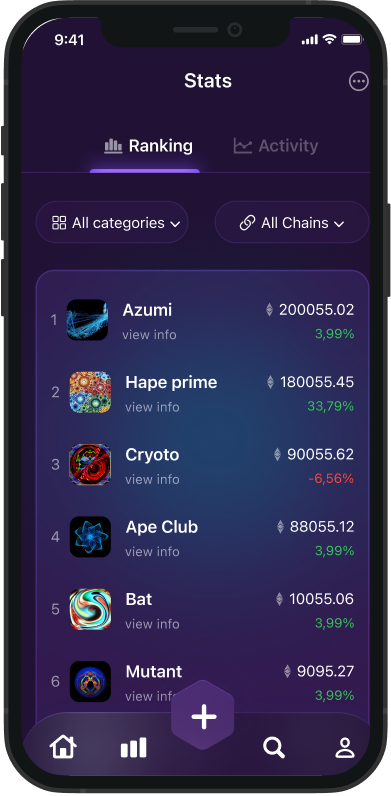 9:41
Stats
Ranking
Activity
All categories
All Chains
1
Azumi
200055.02
view info
3,99%
2
Hape prime
180055.45
view info
33,79%
3
Cryoto
90055.62
view info
-6,56%
4
Ape Club
88055.12
view info
3,99%
5
Bat
10055.06
view info
3,99%
6
Mutant
9095.27
view info
3,99%